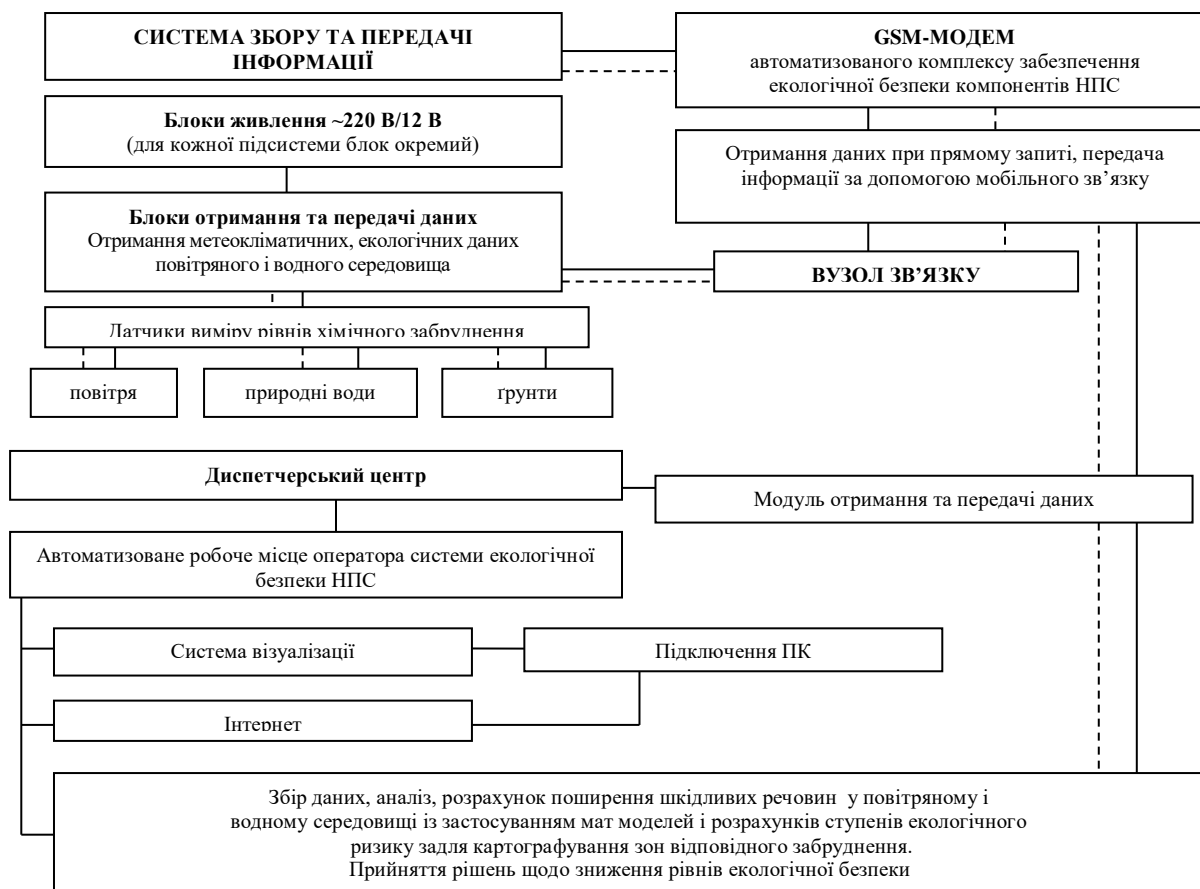 СИСТЕМА ЗБОРУ ТА ПЕРЕДАЧІ
ІНФОРМАЦІЇ
GSM-МОДЕМ
автоматизованого комплексу забезпечення
екологічної безпеки компонентів НПС
Блоки живлення ~220 В/12 В
(для кожної підсистеми блок окремий)
Отримання даних при прямому запиті, передача
інформації за допомогою мобільного зв’язку
Блоки отримання та передачі даних
Отримання метеокліматичних, екологічних даних
повітряного і водного середовища
ВУЗОЛ ЗВ’ЯЗКУ
Датчики виміру рівнів хімічного забруднення
повітря
природні води
ґрунти
Диспетчерський центр
Модуль отримання та передачі даних
Автоматизоване робоче місце оператора системи екологічної
безпеки НПС
Система візуалізації
Підключення ПК
Інтернет
Збір даних, аналіз, розрахунок поширення шкідливих речовин у повітряному і
водному середовищі із застосуванням мат моделей і розрахунків ступенів екологічного
ризику задля картографування зон відповідного забруднення.
Прийняття рішень щодо зниження рівнів екологічної безпеки